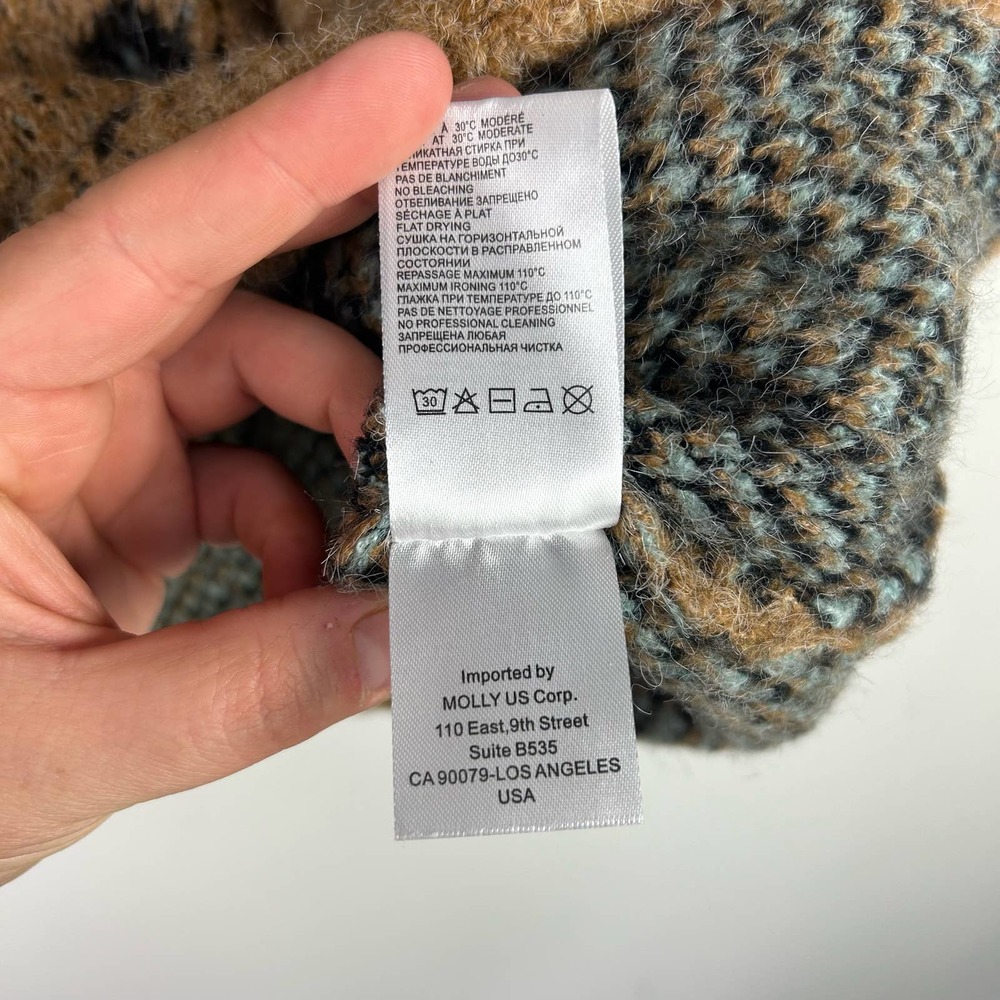 À 30°C MODÉRÉ
AT 30°C MODERATE
СТИРКА ПРИ
ТЕМПЕРАТУРЕ ВОДЫ ДО30°C
PAS DE BLANCHIMENT
NO BLEACHING
ОТБЕЛИВАНИЕ ЗАПРЕЩЕНО
SÉCHAGE À PLAT
FLAT DRYING
СУШКА НА ГОРИЗОНТАЛЬНОЙ
ПЛОСКОСТИ В РАСПРАВЛЕННОМ
СОСТОЯНИИ
REPASSAGE MAXIMUM 110°C
MAXIMUM IRONING 110°C
ГЛАЖКА ПРИ ТЕМПЕРАТУРЕ ДО 110°C
PAS DE NETTOYAGE PROFESSIONNEL
NO PROFESSIONAL CLEANING
ЗАПРЕЩЕНА ЛЮБАЯ
ПРОФЕССИОНАЛЬНАЯ ЧИСТКА
30
Imported by
MOLLY US Corp.
110 East,9th Street
Suite B535
CA 90079-LOS ANGELES
USA